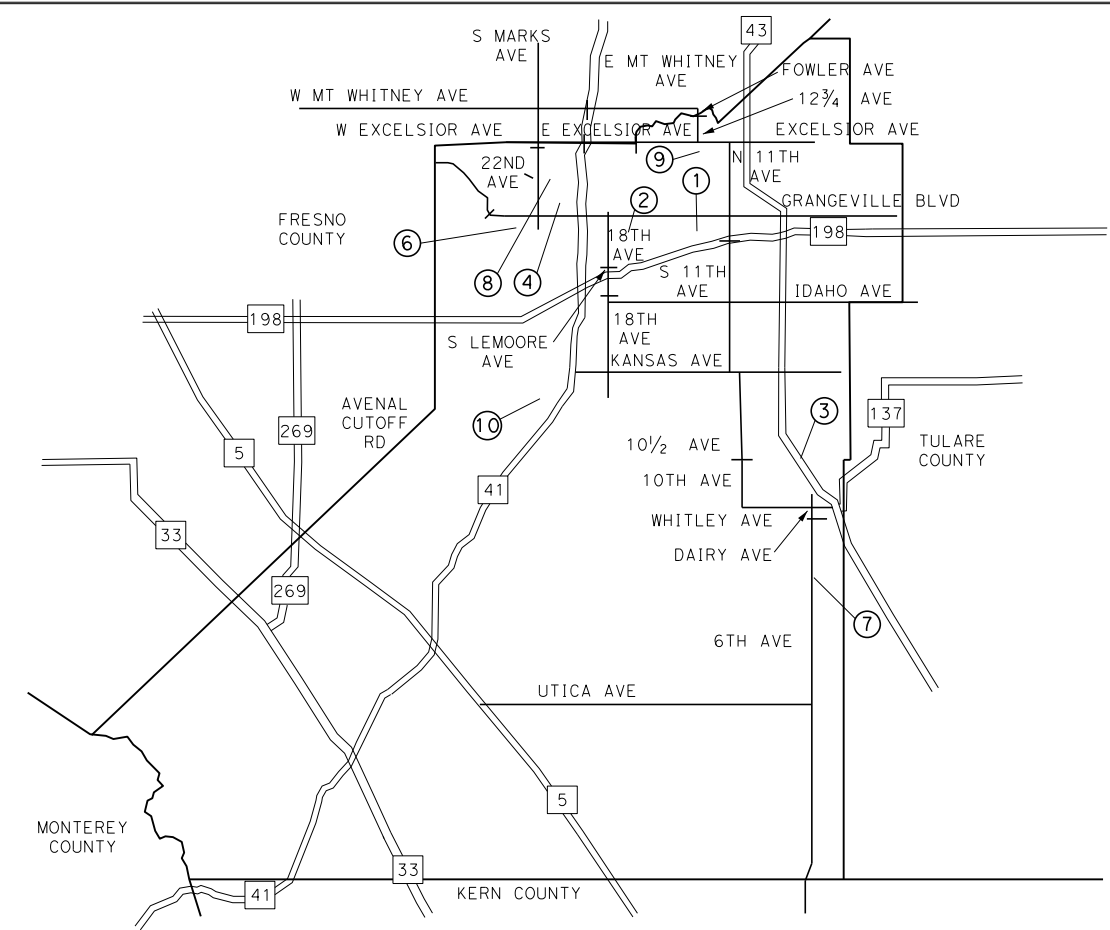 S MARKS
AVE
43
E MT WHITNEY
AVE
FOWLER AVE
W MT WHITNEY AVE
12¾ AVE
W EXCELSIOR AVE
E EXCELSIOR AVE
EXCELSIOR AVE
9
22ND
AVE
N 11TH
AVE
1
2
GRANGEVILLE BLVD
FRESNO
COUNTY
6
18TH
AVE
198
8
4
S 11TH
AVE
IDAHO AVE
198
18TH
AVE
S LEMOORE
AVE
KANSAS AVE
AVENAL
CUTOFF
RD
269
10
3
137
5
10½ AVE
TULARE
COUNTY
10TH AVE
41
33
WHITLEY AVE
DAIRY AVE
269
7
6TH AVE
UTICA AVE
5
MONTEREY
COUNTY
33
41
KERN COUNTY